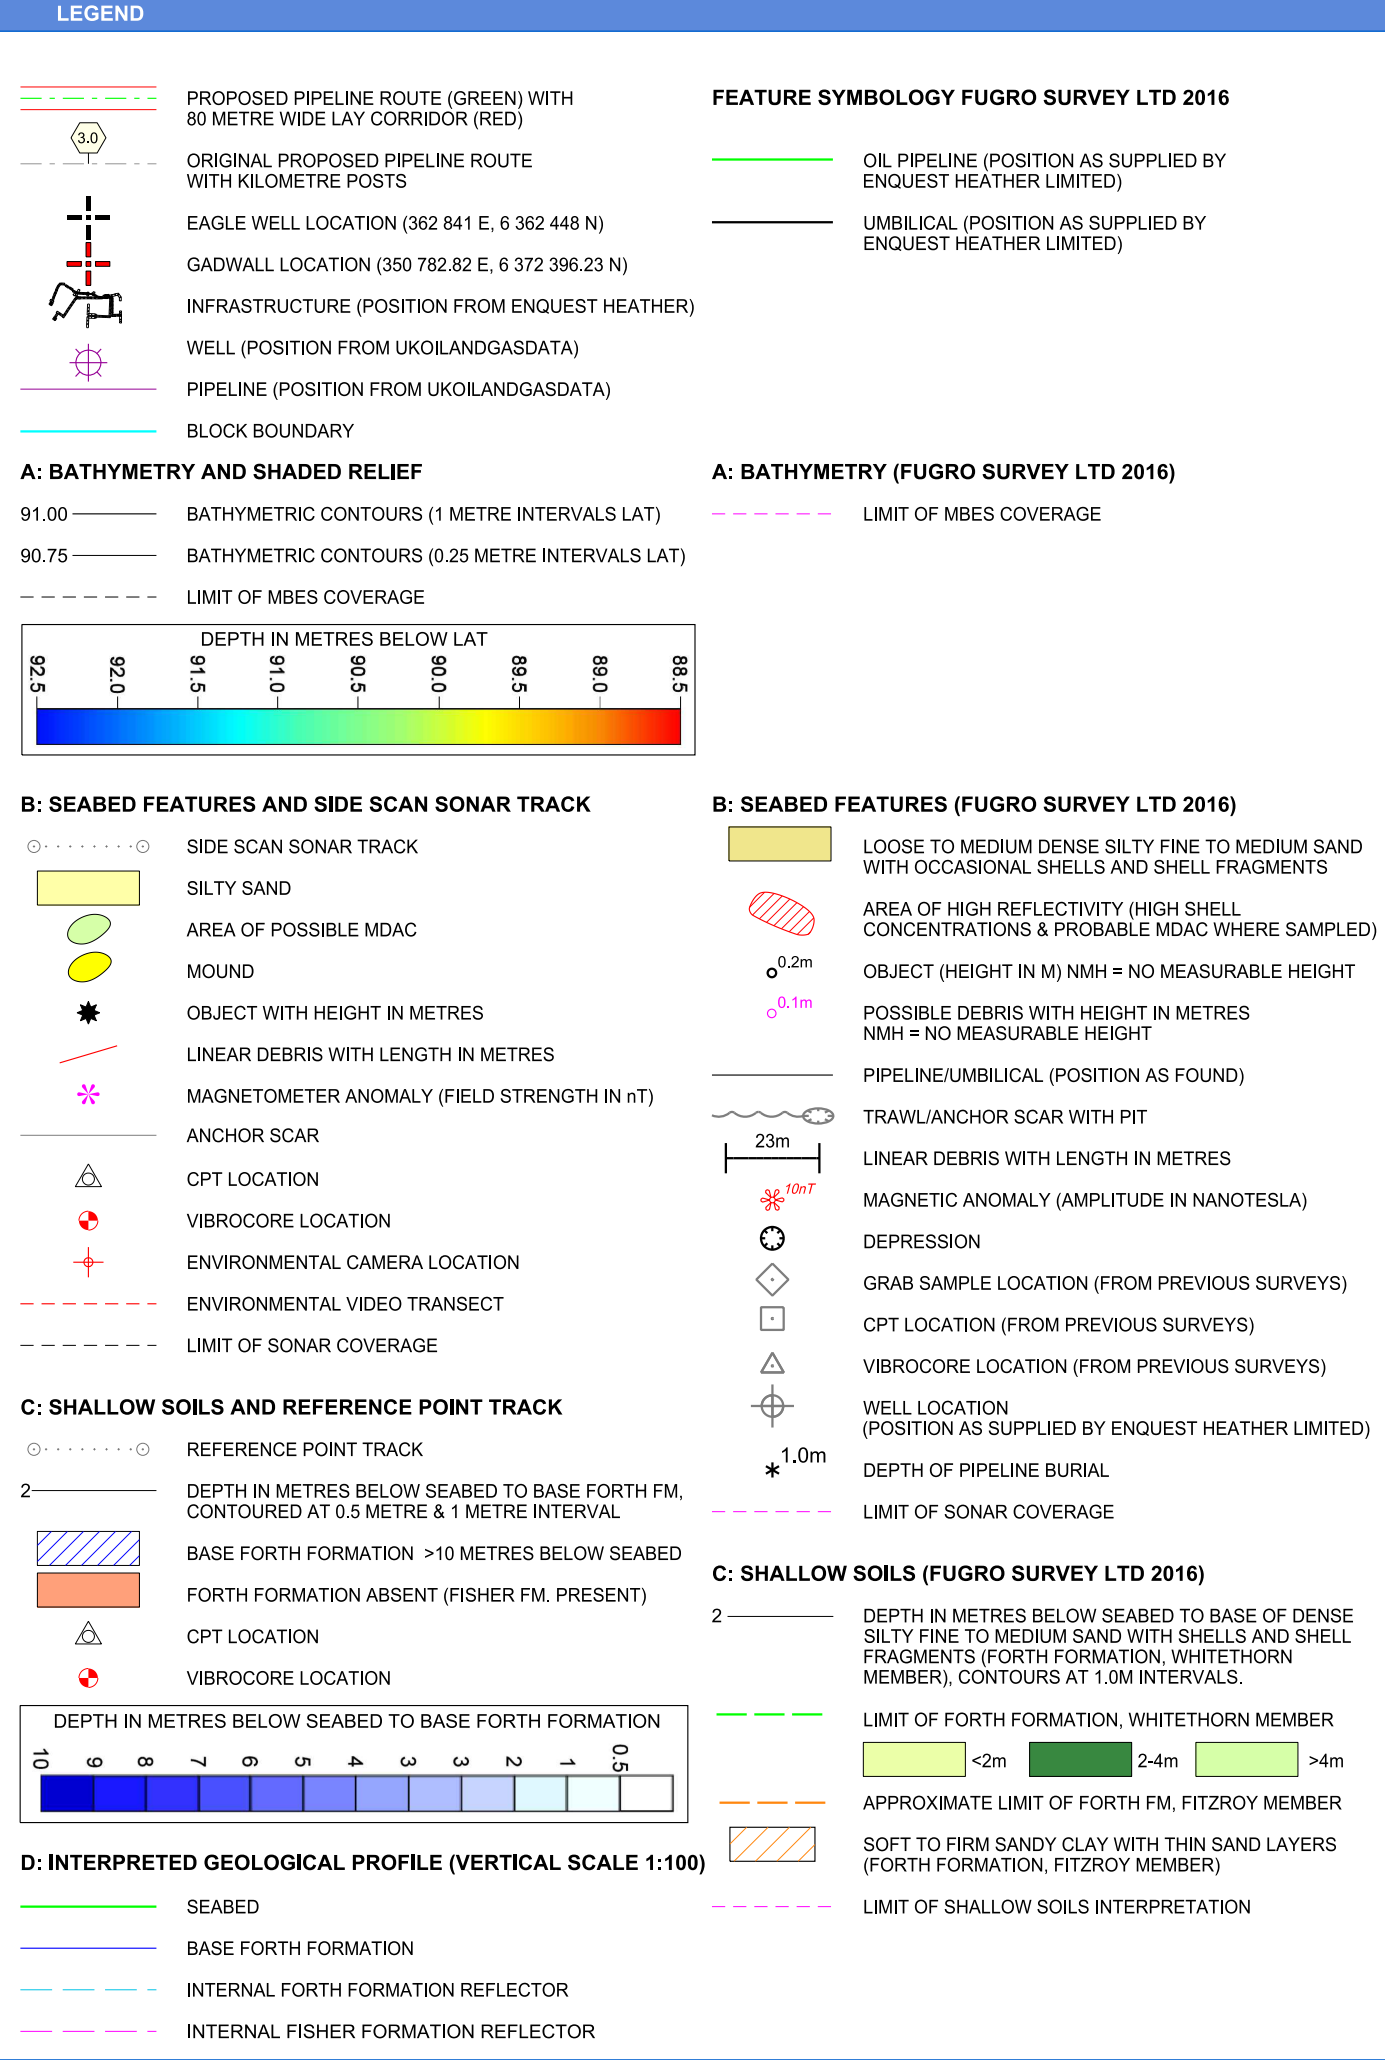 LEGEND
PROPOSED PIPELINE ROUTE (GREEN) WITH
80 METRE WIDE LAY CORRIDOR (RED)
3.0
ORIGINAL PROPOSED PIPELINE ROUTE
WITH KILOMETRE POSTS
EAGLE WELL LOCATION (362 841 E, 6 362 448 N)
GADWALL LOCATION (350 782.82 E, 6 372 396.23 N)
INFRASTRUCTURE (POSITION FROM ENQUEST HEATHER)
WELL (POSITION FROM UKOILANDGASDATA)
PIPELINE (POSITION FROM UKOILANDGASDATA)
BLOCK BOUNDARY
A: BATHYMETRY AND SHADED RELIEF
91.00 BATHYMETRIC CONTOURS (1 METRE INTERVALS LAT)
90.75 BATHYMETRIC CONTOURS (0.25 METRE INTERVALS LAT)
LIMIT OF MBES COVERAGE
DEPTH IN METRES BELOW LAT
92.5 92.0 91.5 91.0 90.5 90.0 89.5 89.0 88.5
B: SEABED FEATURES AND SIDE SCAN SONAR TRACK
SIDE SCAN SONAR TRACK
SILTY SAND
AREA OF POSSIBLE MDAC
MOUND
OBJECT WITH HEIGHT IN METRES
LINEAR DEBRIS WITH LENGTH IN METRES
MAGNETOMETER ANOMALY (FIELD STRENGTH IN nT)
ANCHOR SCAR
CPT LOCATION
VIBROCORE LOCATION
ENVIRONMENTAL CAMERA LOCATION
ENVIRONMENTAL VIDEO TRANSECT
LIMIT OF SONAR COVERAGE
C: SHALLOW SOILS AND REFERENCE POINT TRACK
REFERENCE POINT TRACK
2 DEPTH IN METRES BELOW SEABED TO BASE FORTH FM,
CONTOURED AT 0.5 METRE & 1 METRE INTERVAL
BASE FORTH FORMATION >10 METRES BELOW SEABED
FORTH FORMATION ABSENT (FISHER FM. PRESENT)
CPT LOCATION
VIBROCORE LOCATION
DEPTH IN METRES BELOW SEABED TO BASE FORTH FORMATION
10 9 8 7 6 5 4 3 3 2 1 0.5
D: INTERPRETED GEOLOGICAL PROFILE (VERTICAL SCALE 1:100)
SEABED
BASE FORTH FORMATION
INTERNAL FORTH FORMATION REFLECTOR
INTERNAL FISHER FORMATION REFLECTOR
FEATURE SYMBOLOGY FUGRO SURVEY LTD 2016
OIL PIPELINE (POSITION AS SUPPLIED BY
ENQUEST HEATHER LIMITED)
UMBILICAL (POSITION AS SUPPLIED BY
ENQUEST HEATHER LIMITED)
A: BATHYMETRY (FUGRO SURVEY LTD 2016)
LIMIT OF MBES COVERAGE
B: SEABED FEATURES (FUGRO SURVEY LTD 2016)
LOOSE TO MEDIUM DENSE SILTY FINE TO MEDIUM SAND
WITH OCCASIONAL SHELLS AND SHELL FRAGMENTS
AREA OF HIGH REFLECTIVITY (HIGH SHELL
CONCENTRATIONS & PROBABLE MDAC WHERE SAMPLED)
0.2m OBJECT (HEIGHT IN M) NMH = NO MEASURABLE HEIGHT
0.1m POSSIBLE DEBRIS WITH HEIGHT IN METRES
NMH = NO MEASURABLE HEIGHT
PIPELINE/UMBILICAL (POSITION AS FOUND)
TRAWL/ANCHOR SCAR WITH PIT
23m LINEAR DEBRIS WITH LENGTH IN METRES
10nT MAGNETIC ANOMALY (AMPLITUDE IN NANOTESLA)
DEPRESSION
GRAB SAMPLE LOCATION (FROM PREVIOUS SURVEYS)
CPT LOCATION (FROM PREVIOUS SURVEYS)
VIBROCORE LOCATION (FROM PREVIOUS SURVEYS)
WELL LOCATION
(POSITION AS SUPPLIED BY ENQUEST HEATHER LIMITED)
1.0m DEPTH OF PIPELINE BURIAL
LIMIT OF SONAR COVERAGE
C: SHALLOW SOILS (FUGRO SURVEY LTD 2016)
2 DEPTH IN METRES BELOW SEABED TO BASE OF DENSE
SILTY FINE TO MEDIUM SAND WITH SHELLS AND SHELL
FRAGMENTS (FORTH FORMATION, WHITETHORN
MEMBER), CONTOURS AT 1.0M INTERVALS.
LIMIT OF FORTH FORMATION, WHITETHORN MEMBER
<2m 2-4m >4m
APPROXIMATE LIMIT OF FORTH FM, FITZROY MEMBER
SOFT TO FIRM SANDY CLAY WITH THIN SAND LAYERS
(FORTH FORMATION, FITZROY MEMBER)
LIMIT OF SHALLOW SOILS INTERPRETATION